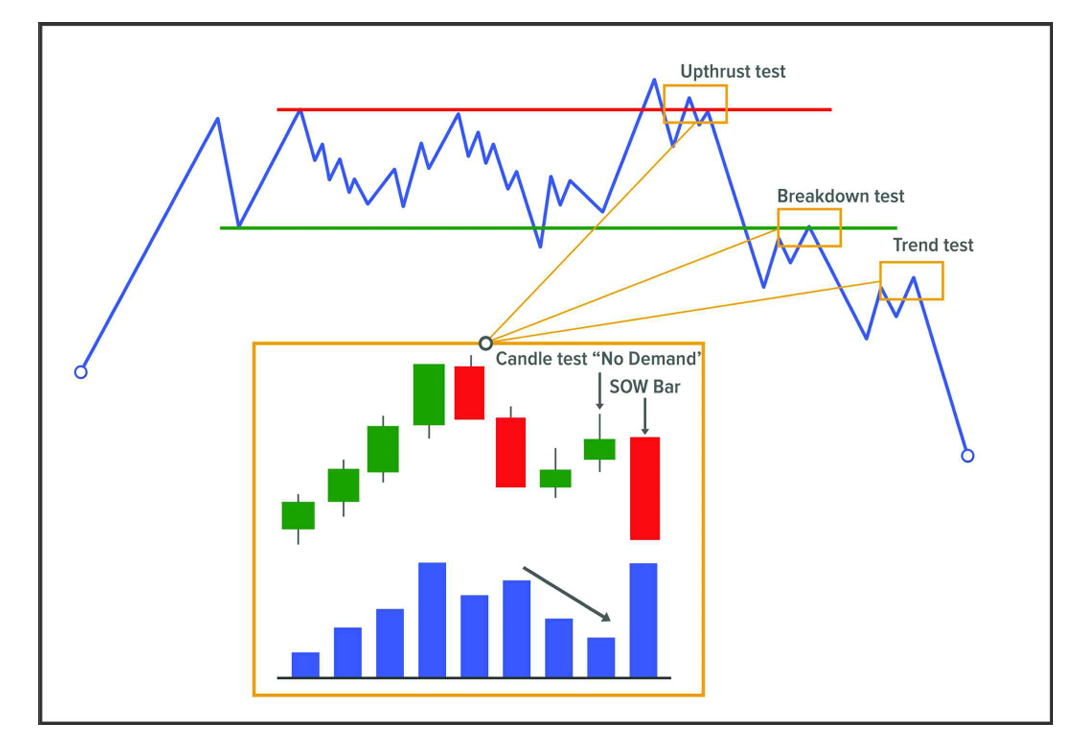 Upthrust test
Breakdown test
Trend test
Candle test “No Demand’
SOW Bar